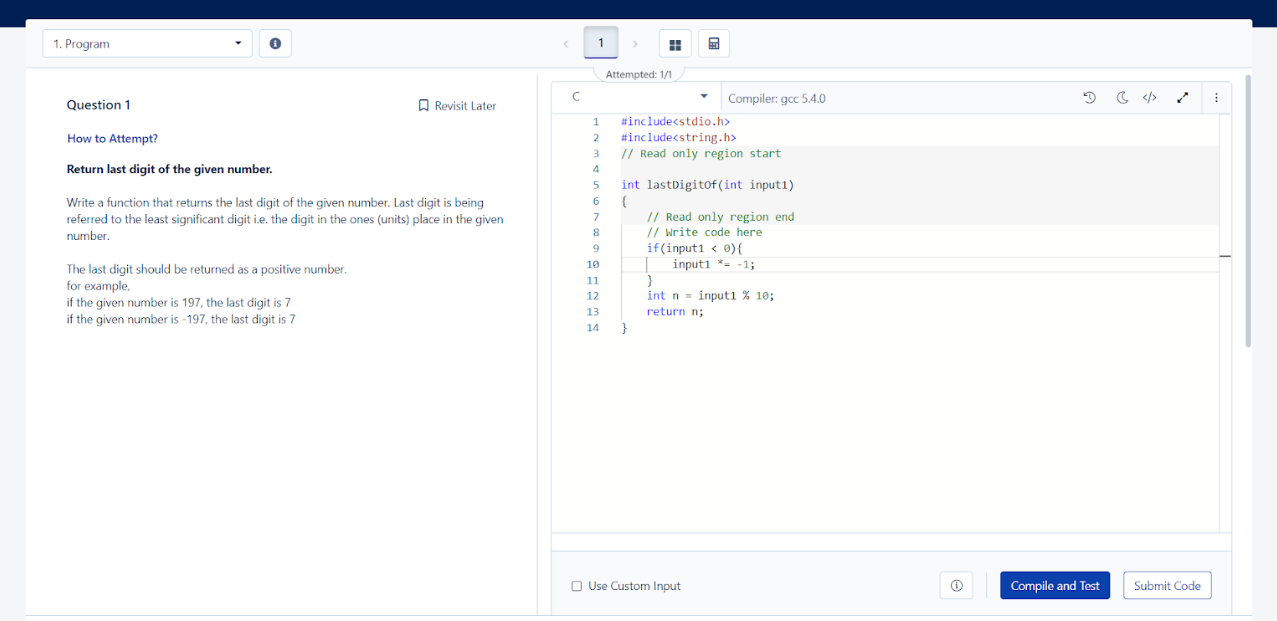 1. Program
1
Attempted: 1/1
Question 1
Revisit Later
How to Attempt?
Return last digit of the given number.
Write a function that returns the last digit of the given number. Last digit is being
referred to the least significant digit i.e. the digit in the ones (units) place in the given
number.
The last digit should be returned as a positive number.
for example,
if the given number is 197, the last digit is 7
if the given number is -197, the last digit is 7
C
Compiler: gcc 5.4.0
1 #include<stdio.h>
2 #include<string.h>
3 // Read only region start
4
5 int lastDigitOf(int input1)
6 {
7 // Read only region end
8 // Write code here
9 if(input1 < 0){
10 input1 *= -1;
11 }
12 int n = input1 % 10;
13 return n;
14 }
Use Custom Input
Compile and Test
Submit Code